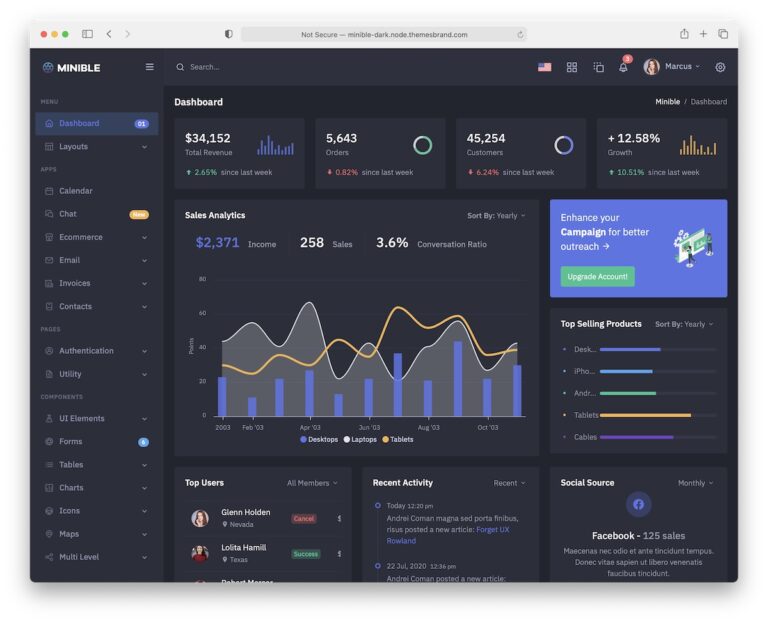 Not Secure — minible-dark.node.themesbrand.com
MINIBLE
Search...
3
Marcus
MENU
Dashboard 01
Layouts
APPS
Calendar
Chat New
Ecommerce
Email
Invoices
Contacts
PAGES
Authentication
Utility
COMPONENTS
UI Elements
Forms 6
Tables
Charts
Icons
Maps
Multi Level
Dashboard
Minible / Dashboard
$34,152
Total Revenue
2.65% since last week
5,643
Orders
0.82% since last week
45,254
Customers
6.24% since last week
+ 12.58%
Growth
10.51% since last week
Sales Analytics
Sort By: Yearly
$2,371 Income
258 Sales
3.6% Conversation Ratio
80
60
40
20
0
Points
2003 Feb '03 Apr '03 Jun '03 Aug '03 Oct '03
Desktops Laptops Tablets
Enhance your
Campaign for better
outreach →
Upgrade Account!
Top Selling Products
Sort By: Yearly
Desk...
iPho...
Andr...
Tablets
Cables
Top Users
All Members
Glenn Holden
Nevada
Cancel
$
Lolita Hamill
Texas
Success
$
Robert Mercer
Recent Activity
Recent
Today 12:20 pm
Andrei Coman magna sed porta finibus,
risus posted a new article: Forget UX
Rowland
22 Jul, 2020 12:36 pm
Andrei Coman posted a new article:
Social Source
Monthly
Facebook - 125 sales
Maecenas nec odio et ante tincidunt tempus.
Donec vitae sapien ut libero venenatis
faucibus tincidunt.